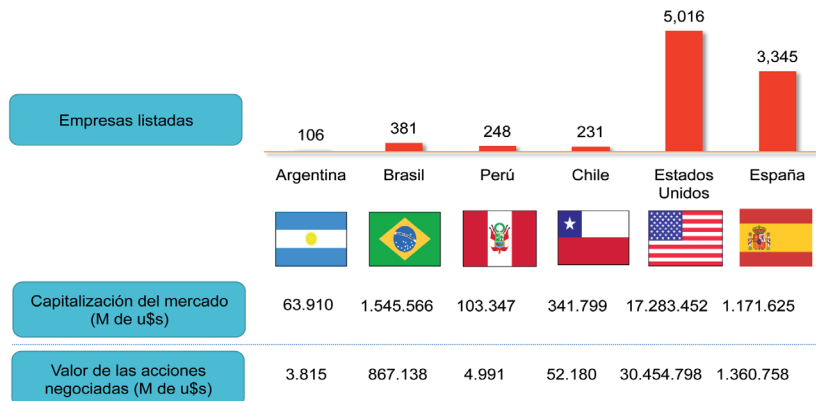 5,016
3,345
Empresas listadas
106
381
248
231
Argentina
Brasil
Perú
Chile
Estados
Unidos
España
Capitalización del mercado
(M de u$s)
63.910
1.545.566
103.347
341.799
17.283.452
1.171.625
Valor de las acciones
negociadas (M de u$s)
3.815
867.138
4.991
52.180
30.454.798
1.360.758